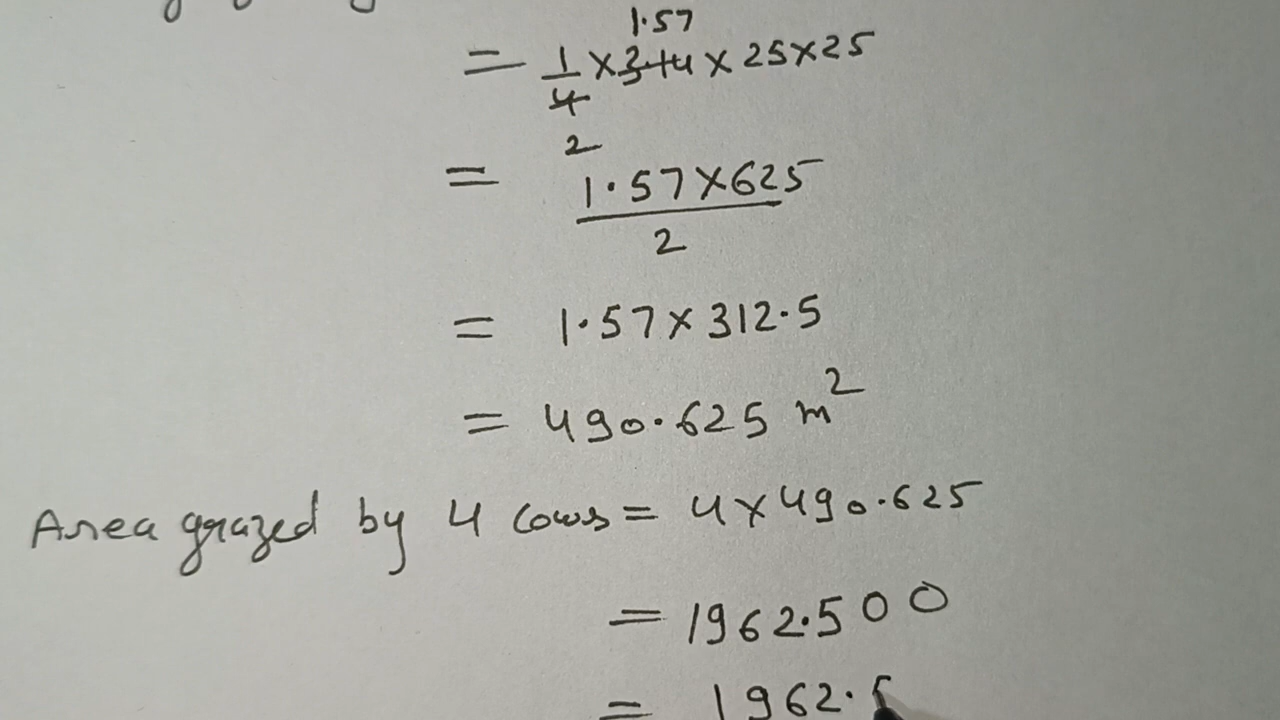 1.57
= 1/4 × 3.14 × 25×25
2
= 1.57×625
2
= 1.57× 312.5
= 490.625 m²
Area grazed by 4 cows = 4×490.625
= 1962.500
= 1962.5